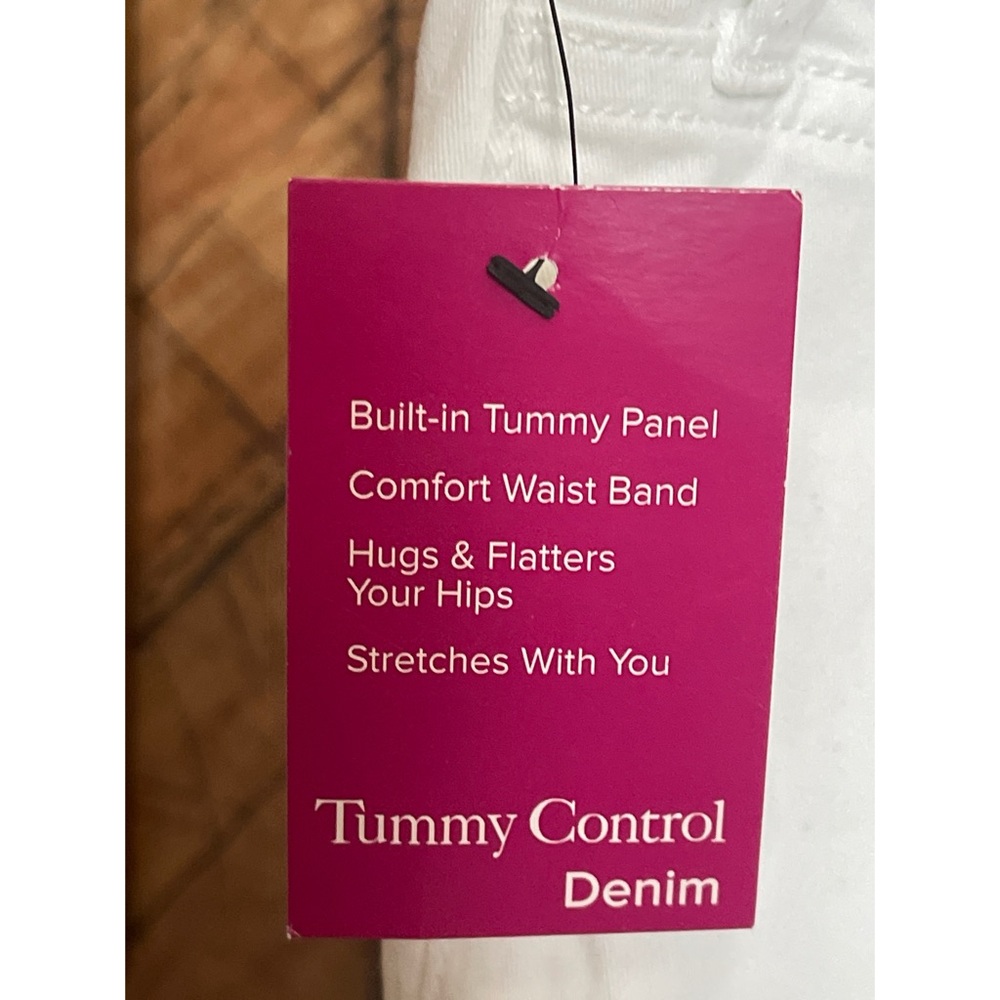 Built-in Tummy Panel
Comfort Waist Band
Hugs & Flatters
Your Hips
Stretches With You
Tummy Control
Denim